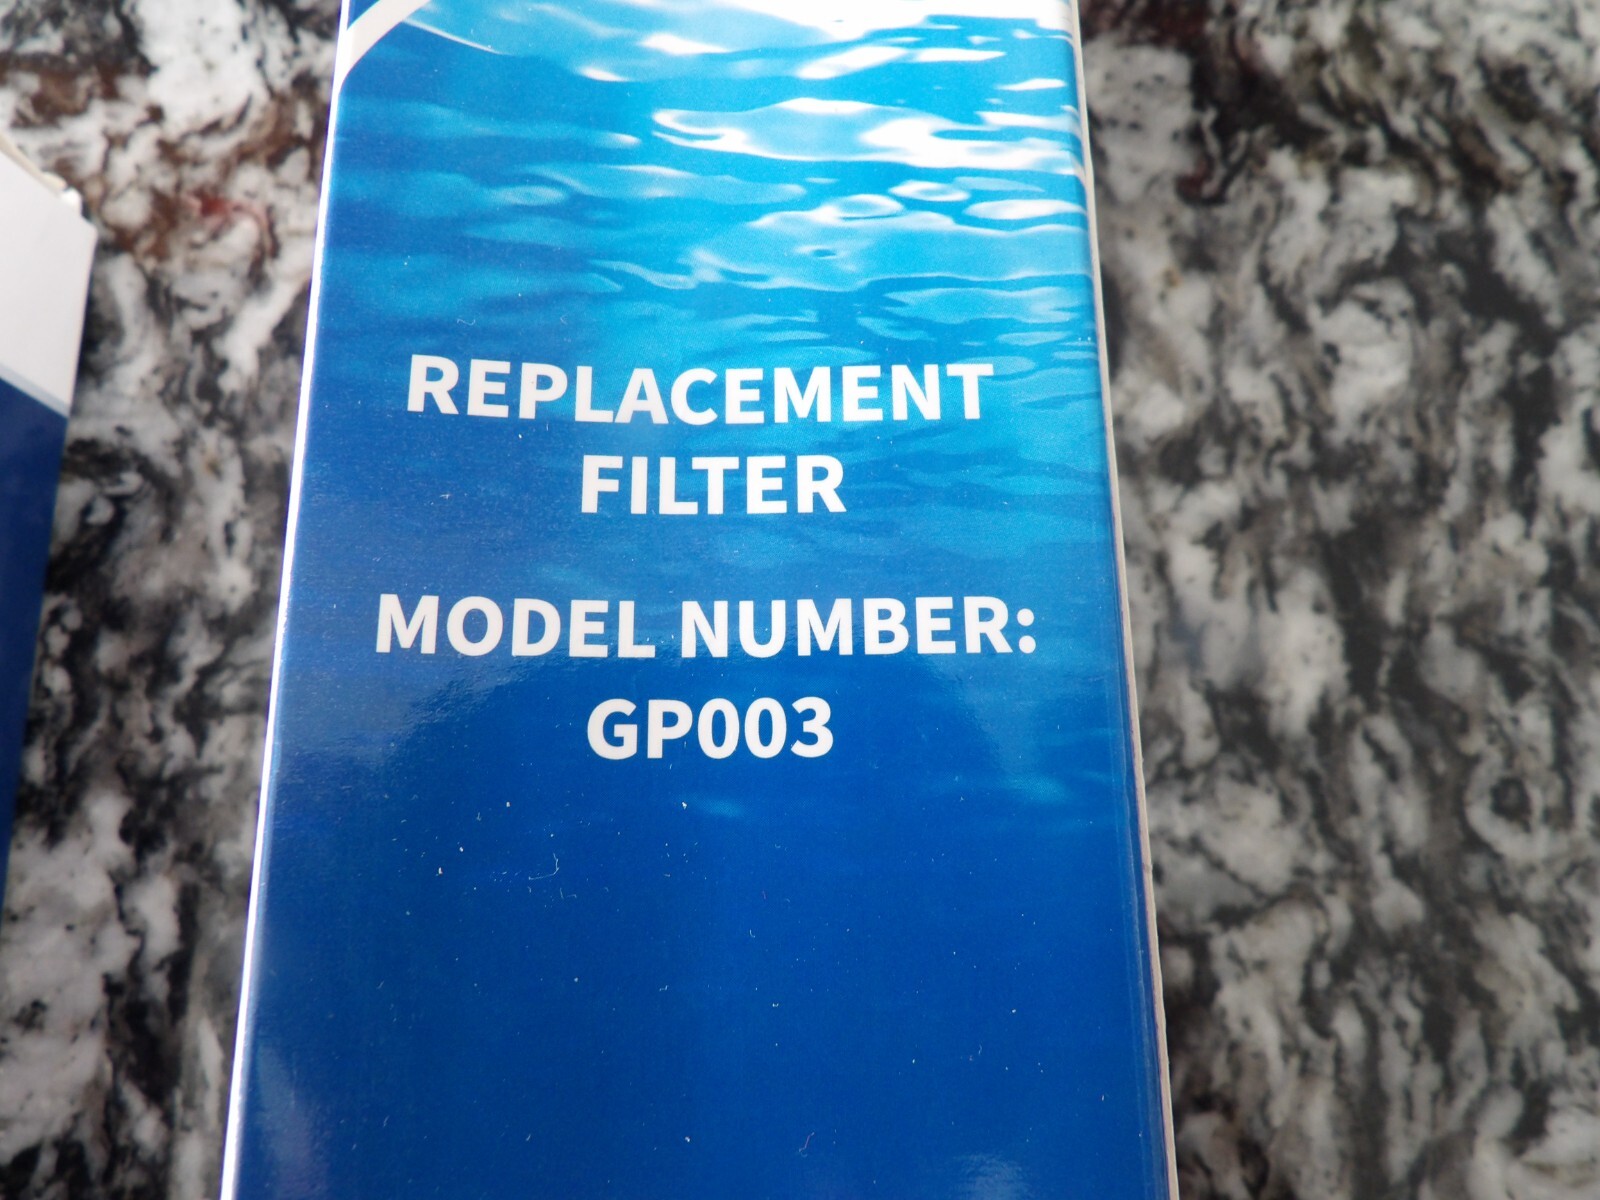 REPLACEMENT
FILTER
MODEL NUMBER:
GP003